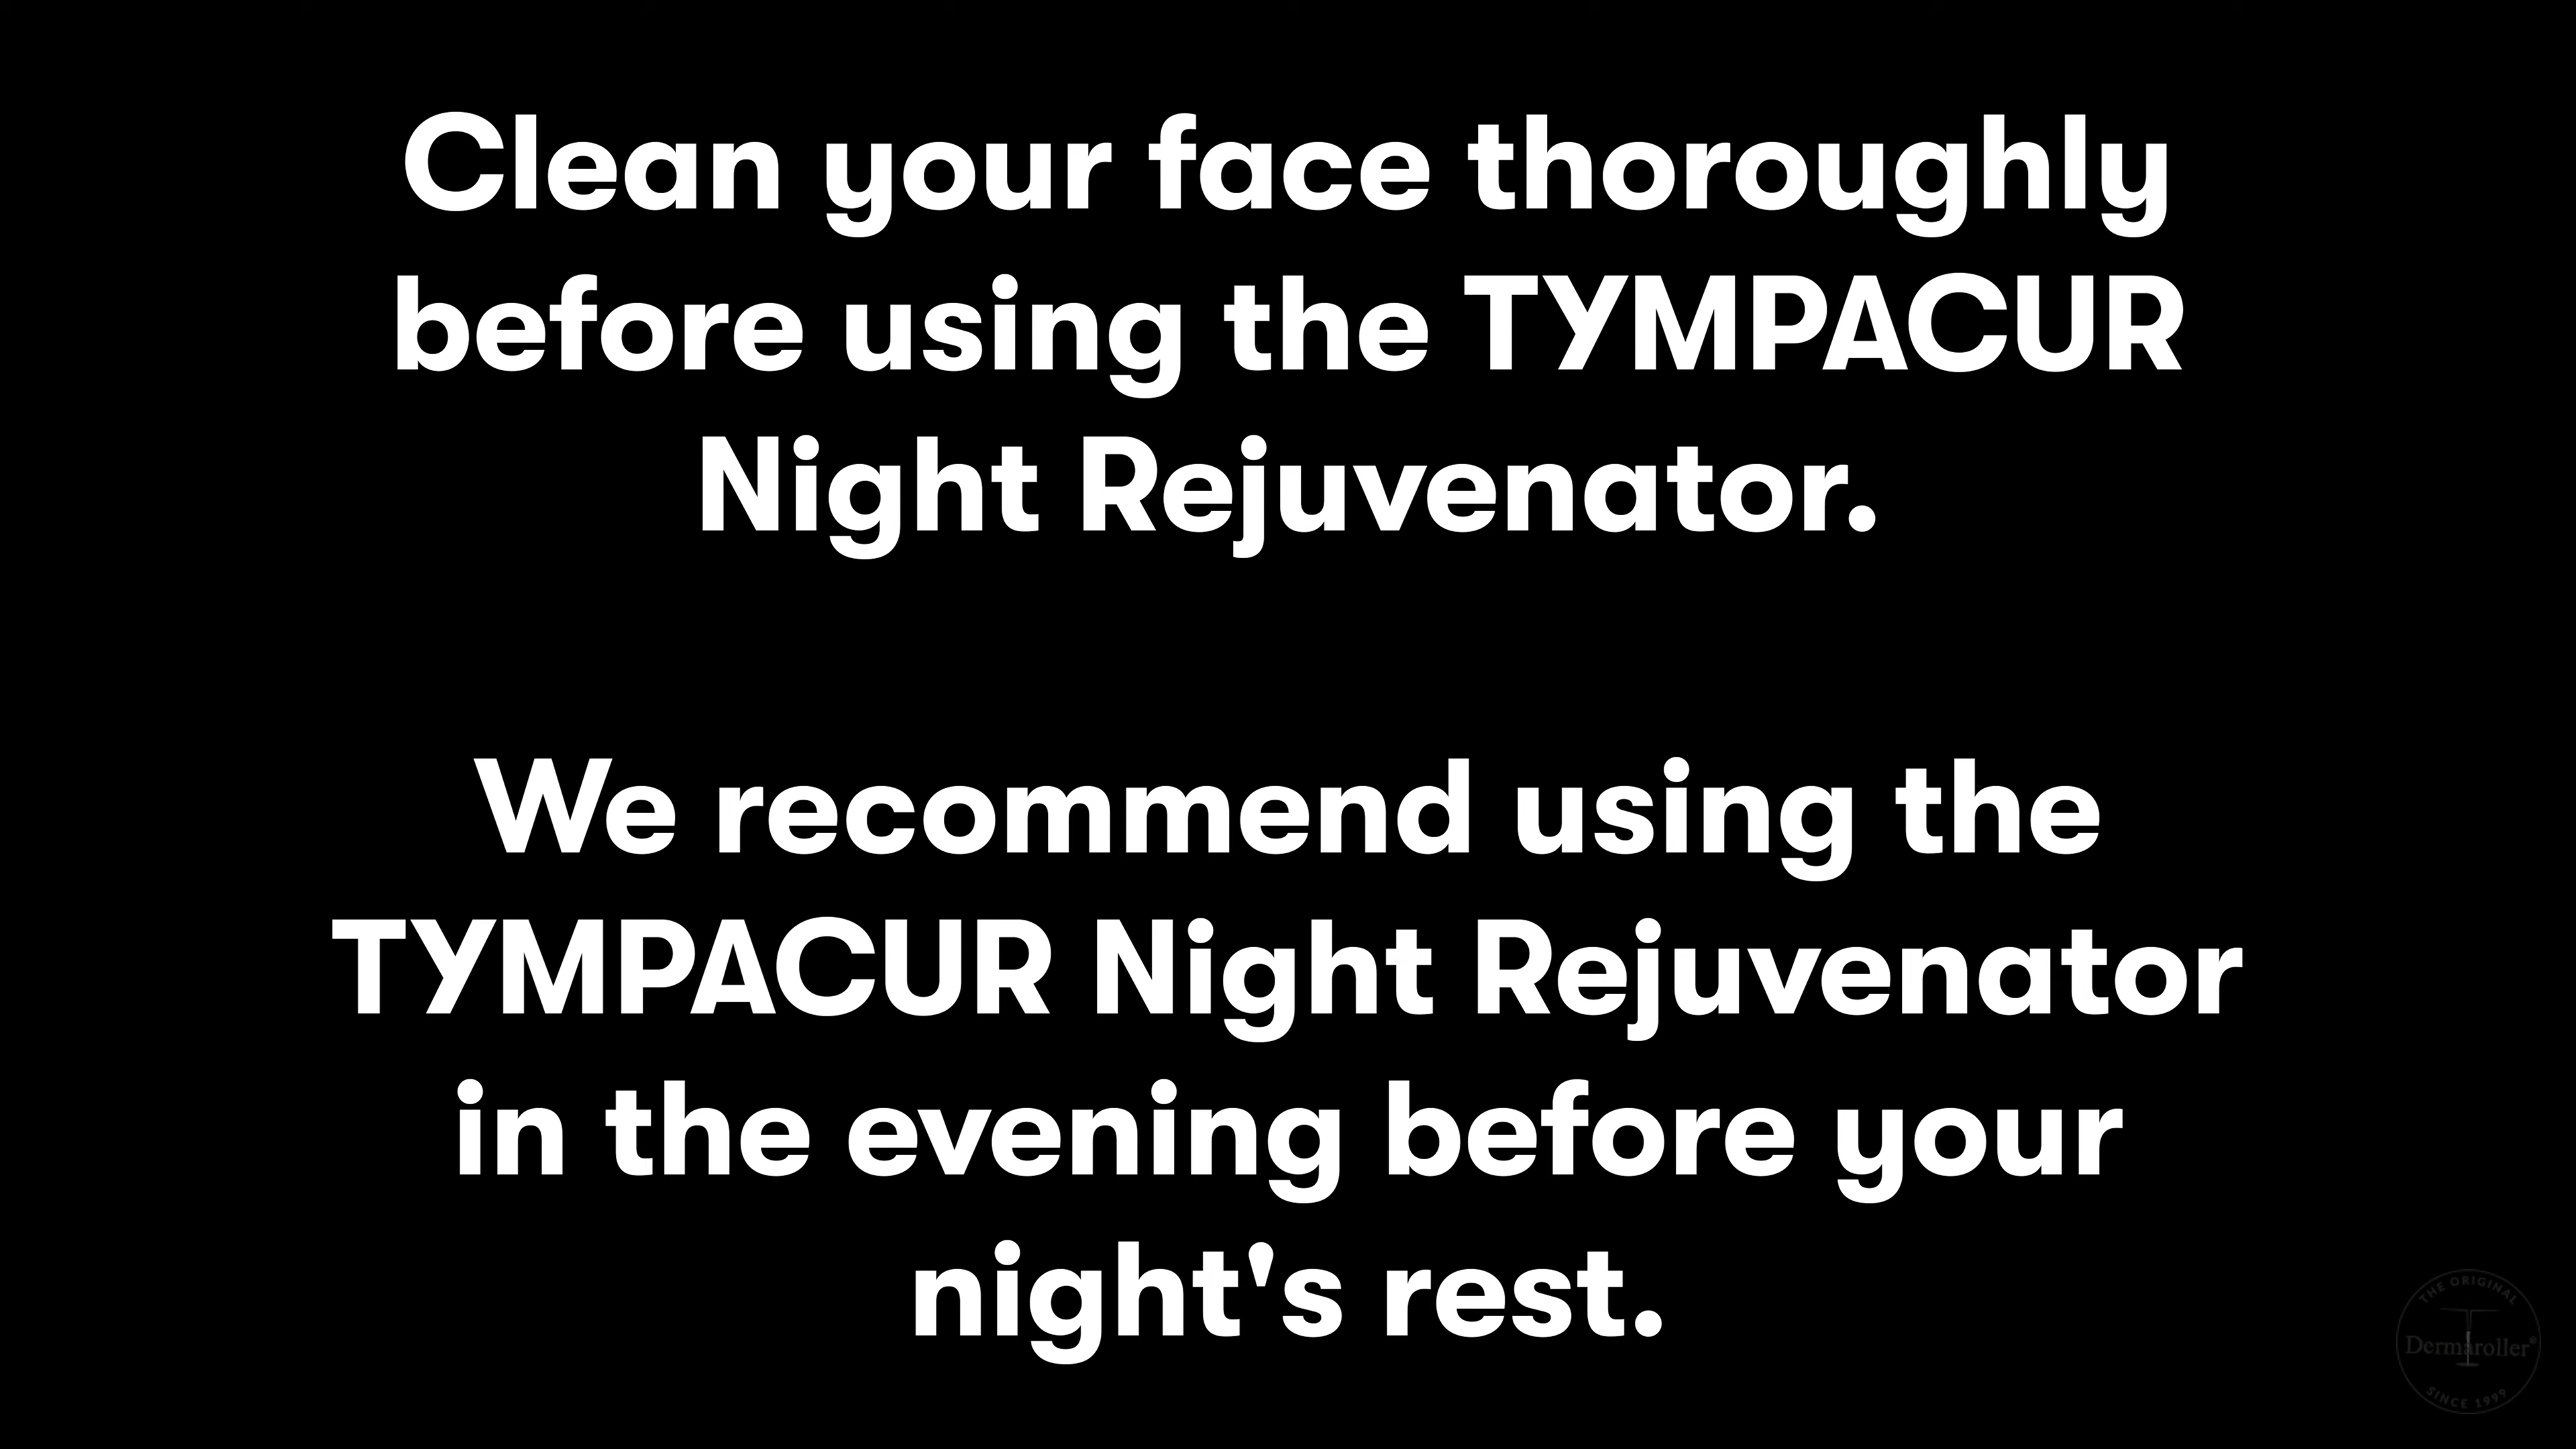 Clean your face thoroughly
before using the TYMPACUR
Night Rejuvenator.
We recommend using the
TYMPACUR Night Rejuvenator
in the evening before your
night's rest.
THE ORIGINAL
Dermaroller®
SINCE 1999